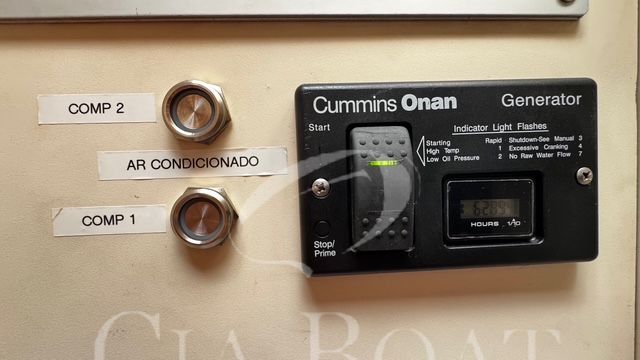 COMP 2
AR CONDICIONADO
COMP 1
Cummins Onan Generator
Start
Indicator Light Flashes
Starting Rapid Shutdown-See Manual 3
High Temp 1 Excessive Cranking 4
Low Oil Pressure 2 No Raw Water Flow 7
HOURS 1/10
Stop/
Prime
CIA BOAT